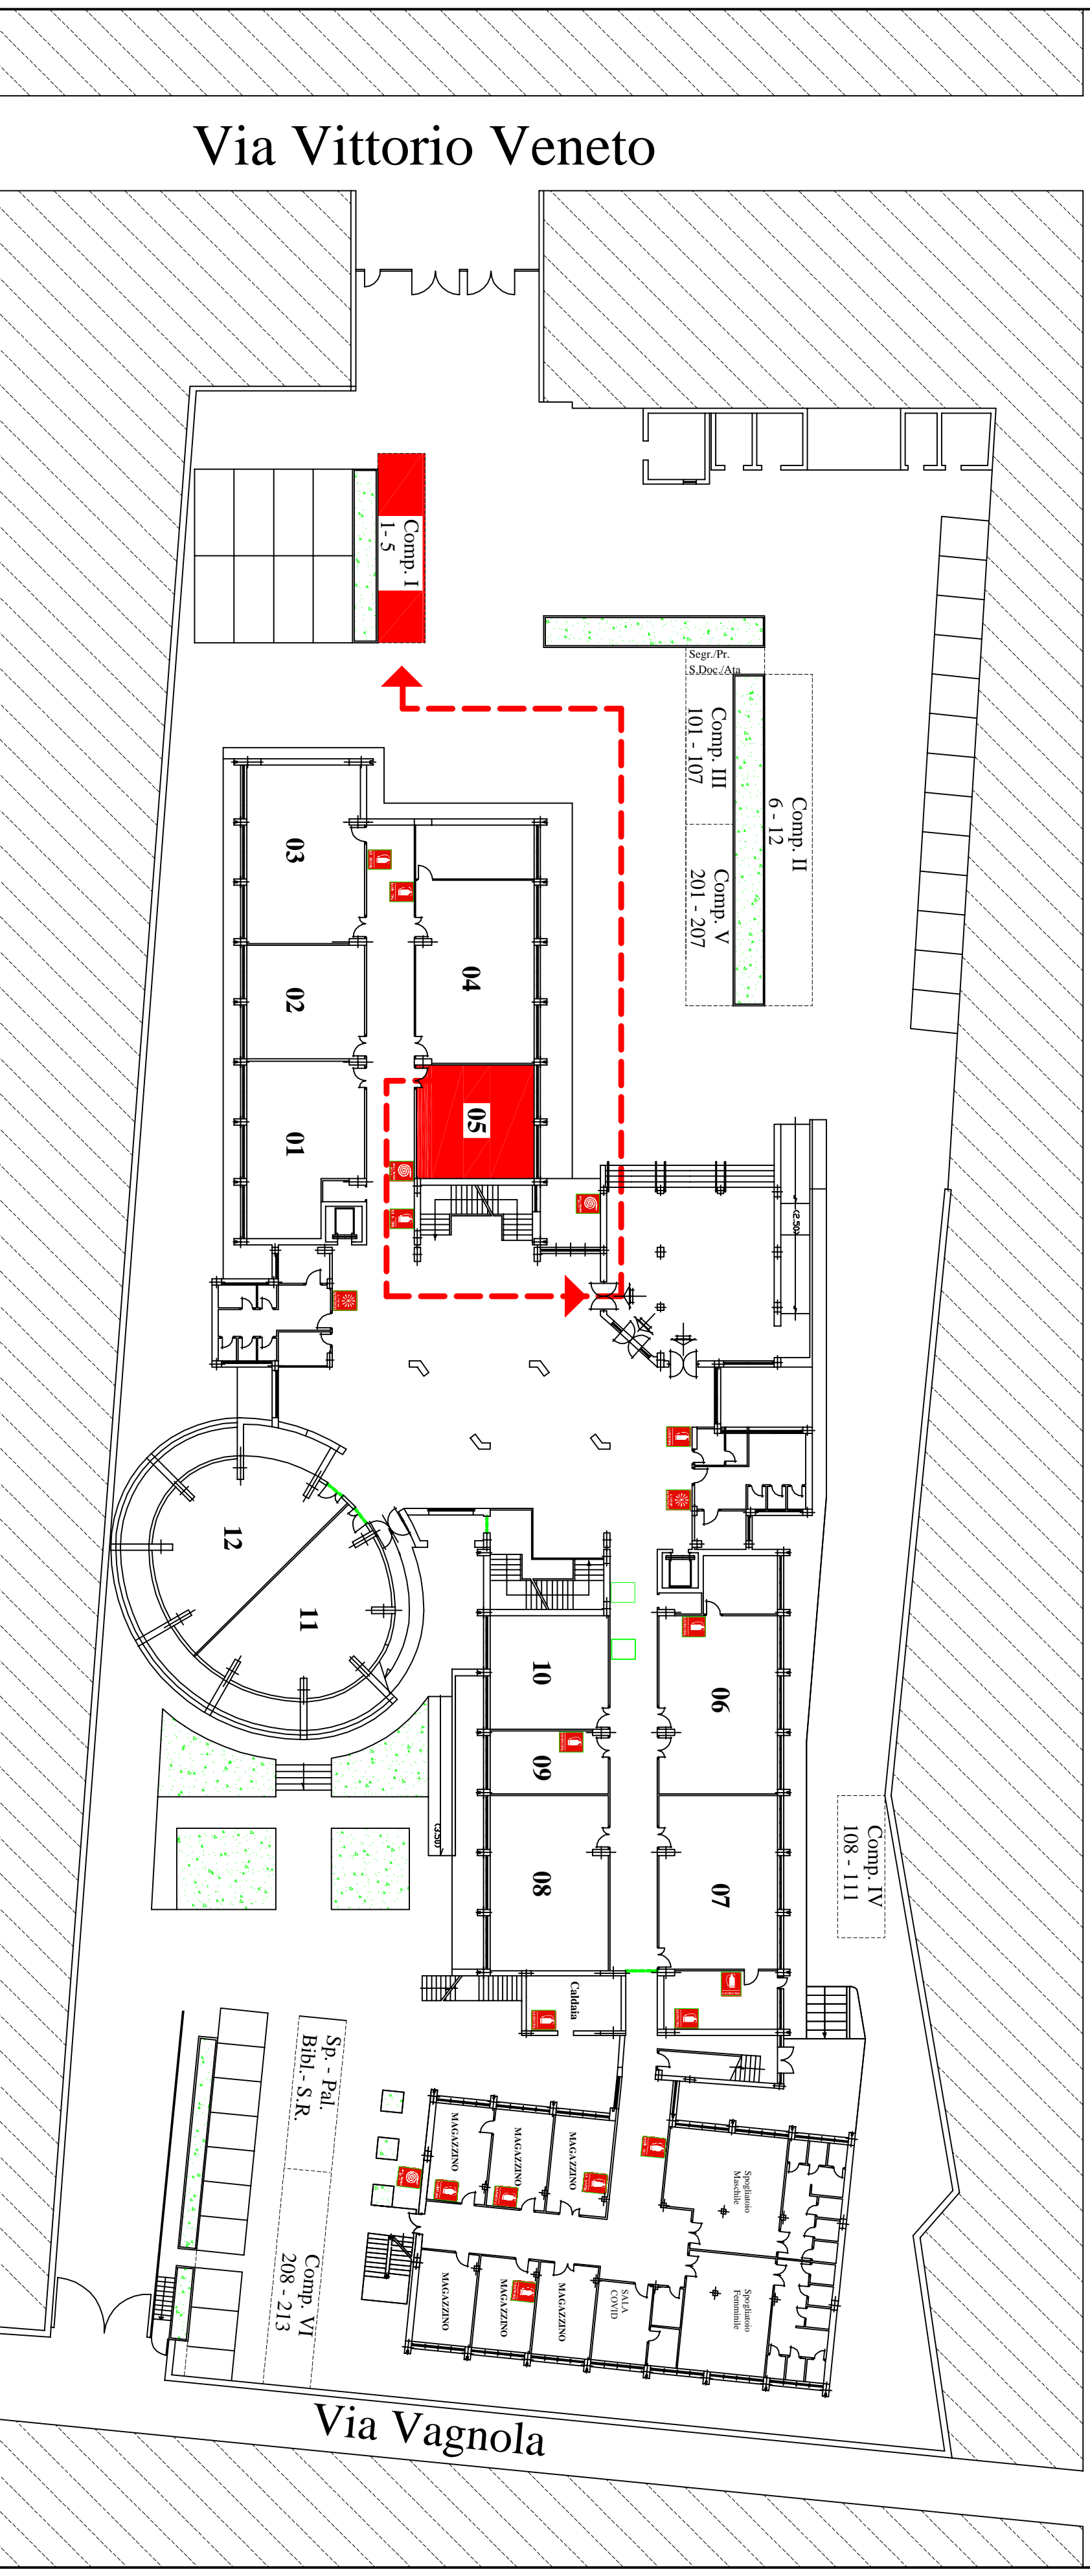 Via Vittorio Veneto
Comp. I
1- 5
Segr./Pr.
S.Doc./Ata
Comp. III
101 - 107
Comp. II
6 - 12
Comp. V
201 - 207
03
04
02
05
01
12
11
10
06
09
08
07
Comp. IV
108 - 111
Caldaia
Sp. - Pal.
Bibl.- S.R.
Comp. VI
208 - 213
MAGAZZINO
MAGAZZINO
MAGAZZINO
Spogliatoio
Maschile
MAGAZZINO
MAGAZZINO
MAGAZZINO
SALA
COVID
Spogliatoio
Femminile
Via Vagnola